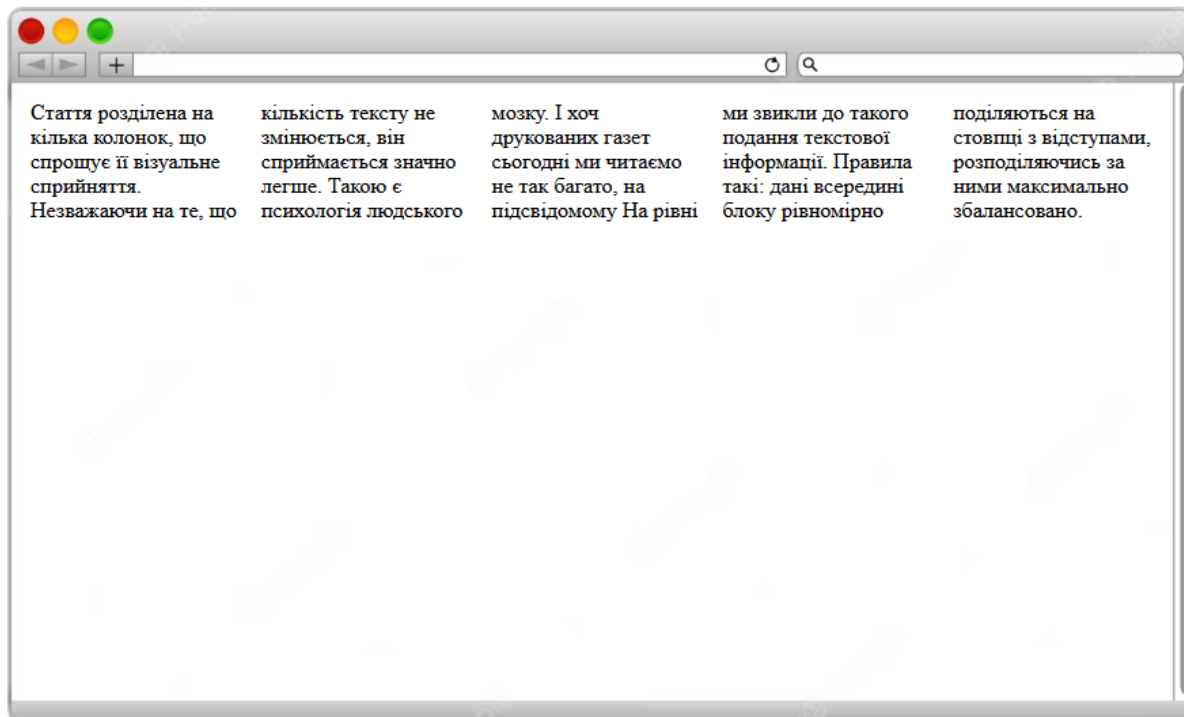 Стаття розділена на
кілька колонок, що
спрощує її візуальне
сприйняття.
Незважаючи на те, що
кількість тексту не
змінюється, він
сприймається значно
легше. Такою є
психологія людського
мозку. І хоч
друкованих газет
сьогодні ми читаємо
не так багато, на
підсвідомому На рівні
ми звикли до такого
подання текстової
інформації. Правила
такі: дані всередині
блоку рівномірно
поділяються на
стовпці з відступами,
розподіляючись за
ними максимально
збалансовано.